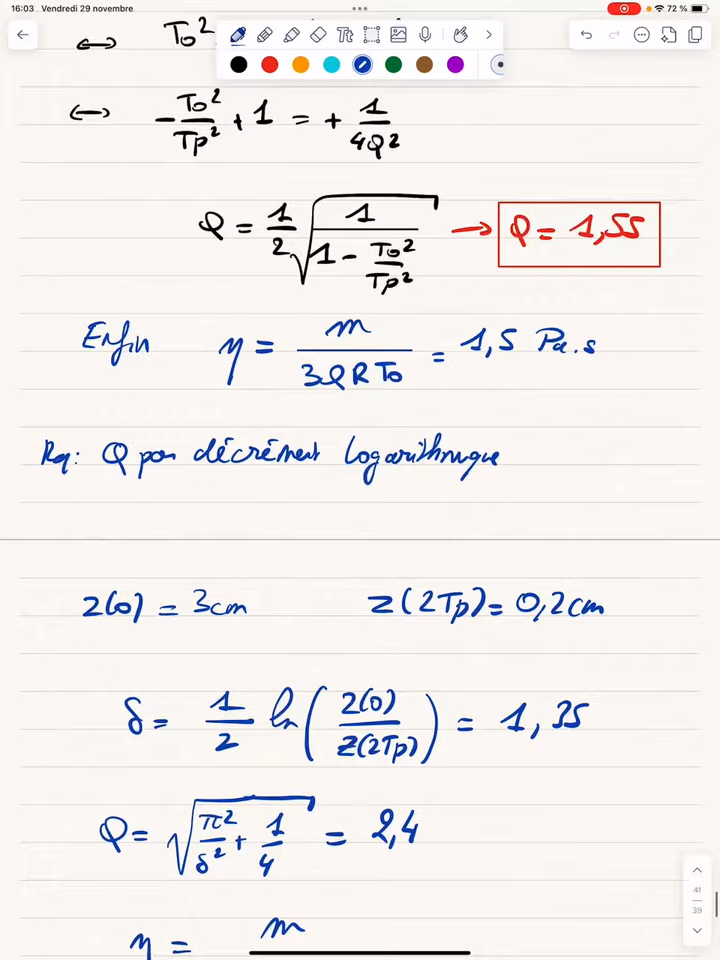 16:03 Vendredi 29 novembre
72 %
⟷ To²
⟷ -To²/Tp² + 1 = + 1/4Q²
Q = 1/2 √(1/(1 - To²/Tp²)) → Q = 1,55
Enfin η = m/(3QRTo) = 1,5 Pa.s
Rq: Q par décrément logarithmique
z(0) = 3cm z(2Tp) = 0,2cm
δ = 1/2 ln(z(0)/z(2Tp)) = 1,35
Q = √(π²/δ² + 1/4) = 2,4
η = m
41
39